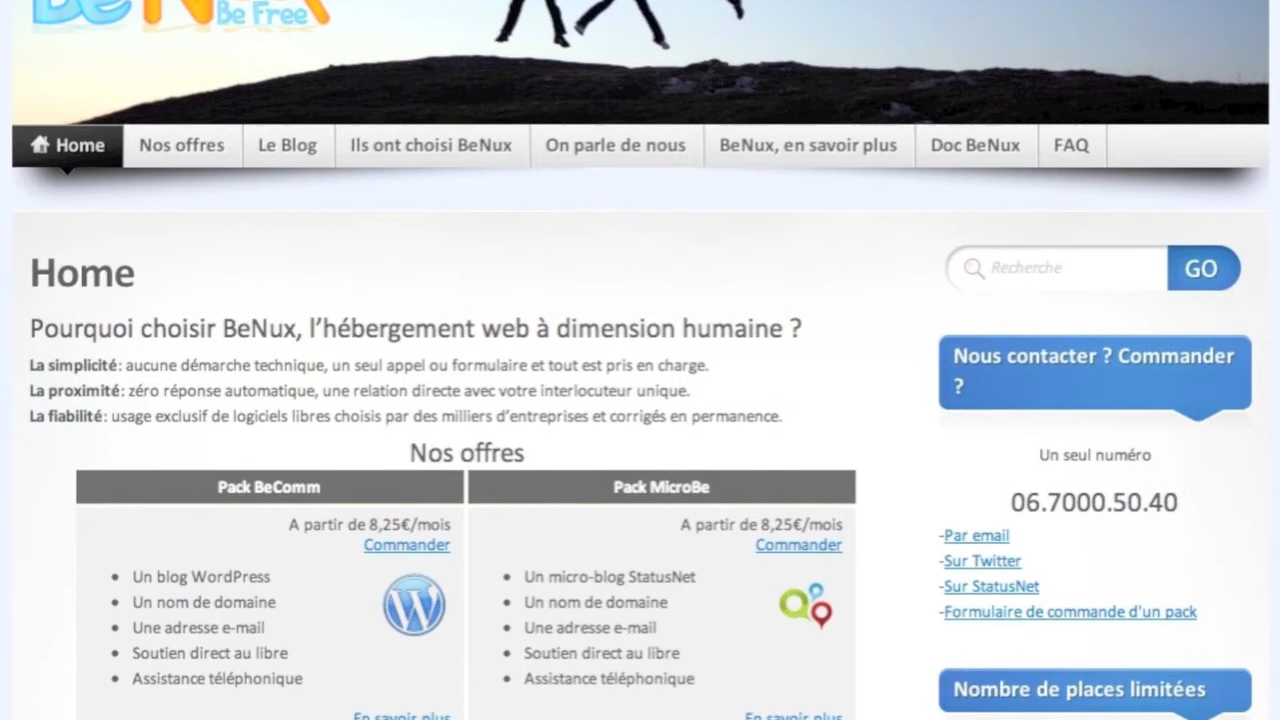 BeNux
Be Free
Home
Nos offres
Le Blog
Ils ont choisi BeNux
On parle de nous
BeNux, en savoir plus
Doc BeNux
FAQ
Home
Recherche
GO
Pourquoi choisir BeNux, l’hébergement web à dimension humaine ?
La simplicité: aucune démarche technique, un seul appel ou formulaire et tout est pris en charge.
La proximité: zéro réponse automatique, une relation directe avec votre interlocuteur unique.
La fiabilité: usage exclusif de logiciels libres choisis par des milliers d’entreprises et corrigés en permanence.
Nos offres
Pack BeComm
A partir de 8,25€/mois
Commander
• Un blog WordPress
• Un nom de domaine
• Une adresse e-mail
• Soutien direct au libre
• Assistance téléphonique
En savoir plus
Pack MicroBe
A partir de 8,25€/mois
Commander
• Un micro-blog StatusNet
• Un nom de domaine
• Une adresse e-mail
• Soutien direct au libre
• Assistance téléphonique
En savoir plus
Nous contacter ? Commander
?
Un seul numéro
06.7000.50.40
-Par email
-Sur Twitter
-Sur StatusNet
-Formulaire de commande d'un pack
Nombre de places limitées